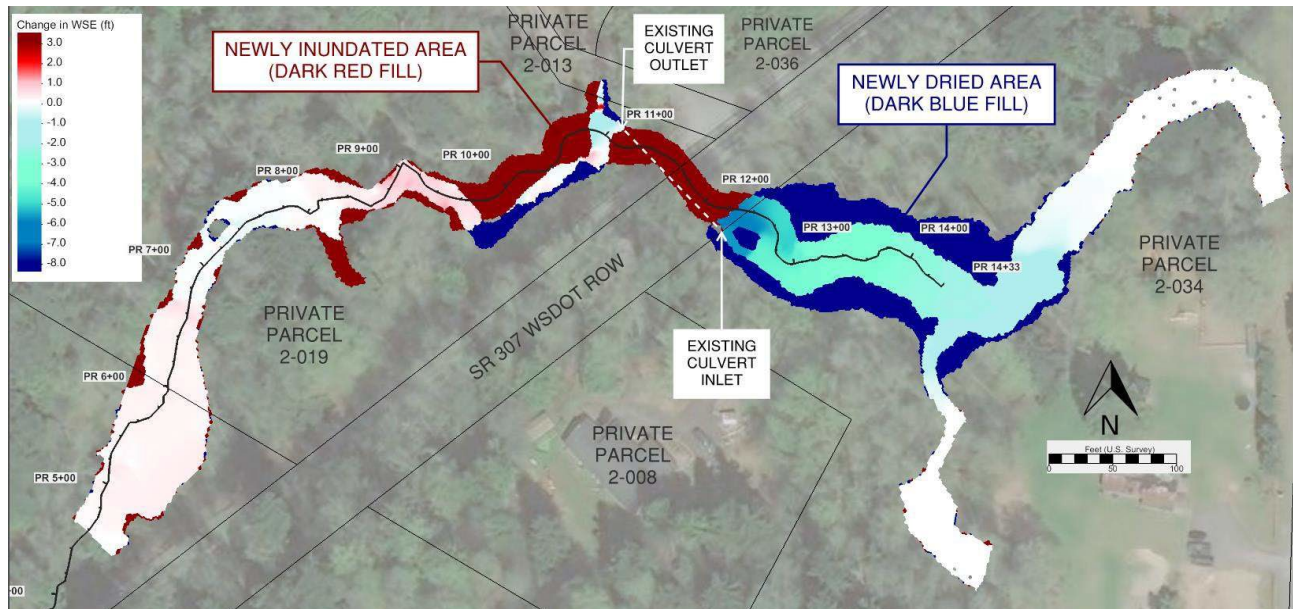 Change in WSE (ft)
3.0
2.0
1.0
0.0
-1.0
-2.0
-3.0
-4.0
-5.0
-6.0
-7.0
-8.0
NEWLY INUNDATED AREA
(DARK RED FILL)
PRIVATE
PARCEL
2-013
EXISTING
CULVERT
OUTLET
PRIVATE
PARCEL
2-036
NEWLY DRIED AREA
(DARK BLUE FILL)
PR 11+00
PR 10+00
PR 9+00
PR 8+00
PR 7+00
PR 12+00
PR 13+00
PR 14+00
PR 14+33
PRIVATE
PARCEL
2-034
PRIVATE
PARCEL
2-019
SR 307 WSDOT ROW
EXISTING
CULVERT
INLET
PR 6+00
PR 5+00
PRIVATE
PARCEL
2-008
N
Feet (U.S. Survey)
0 50 100
+00